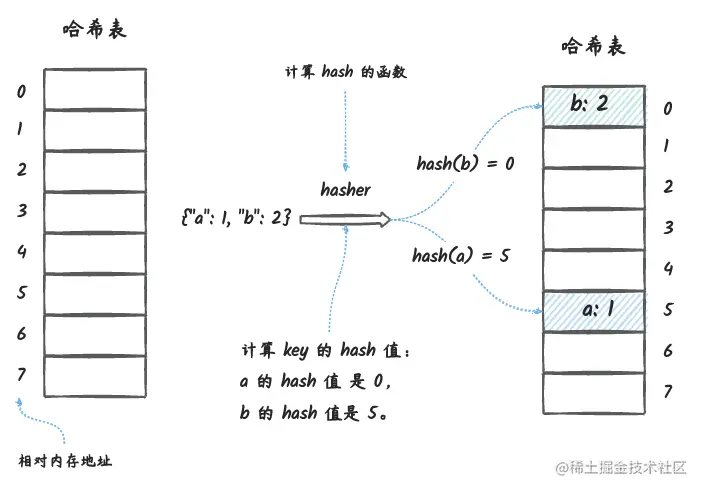 哈希表
0
1
2
3
4
5
6
7
相对内存地址
计算 hash 的函数
hasher
{"a": 1, "b": 2}
计算 key 的 hash 值：
a 的 hash 值 是 0，
b 的 hash 值是 5。
hash(b) = 0
hash(a) = 5
哈希表
b: 2
a: 1
0
1
2
3
4
5
6
7
@稀土掘金技术社区